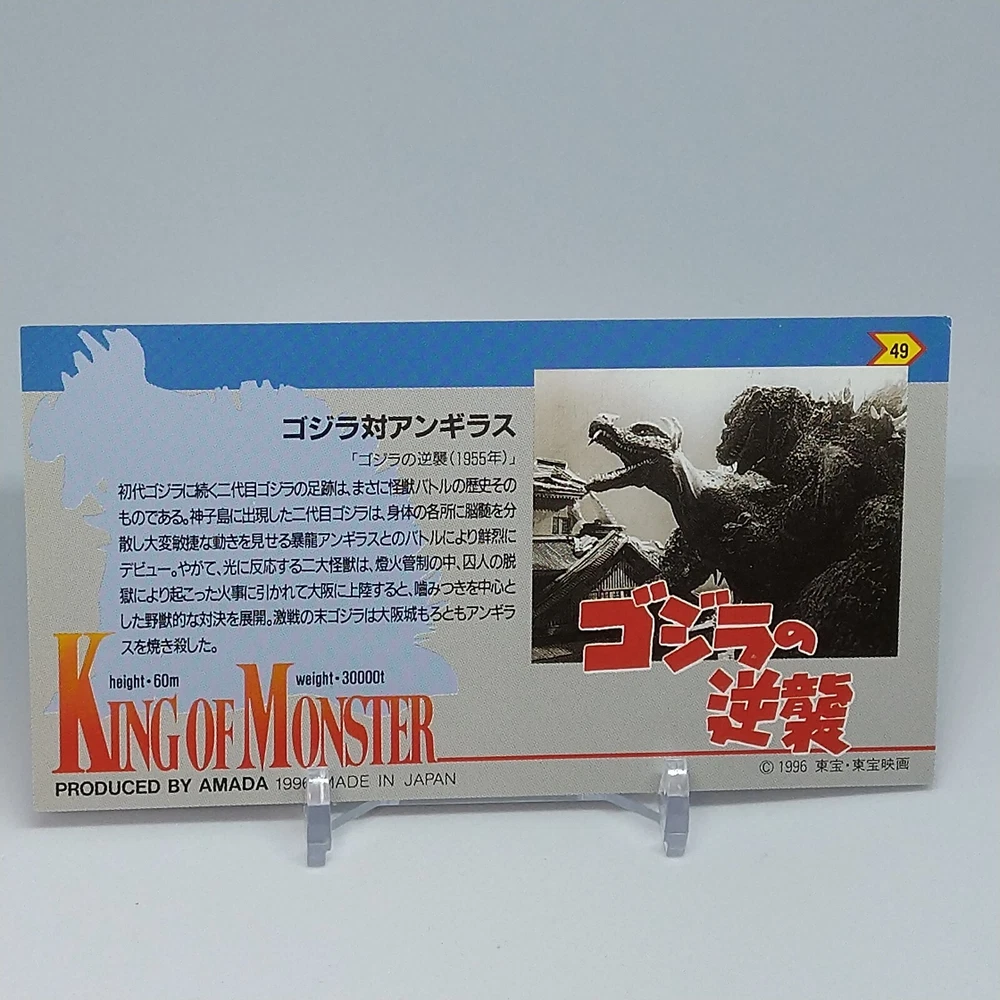 49
ゴジラ対アンギラス
「ゴジラの逆襲(1955年)」
初代ゴジラに続く二代目ゴジラの足跡は、まさに怪獣バトルの歴史その
ものである。神子島に出現した二代目ゴジラは、身体の各所に脳髄を分
散し大変敏捷な動きを見せる暴龍アンギラスとのバトルにより鮮烈に
デビュー。やがて、光に反応する二大怪獣は、燈火管制の中、囚人の脱
獄により起こった火事に引かれて大阪に上陸すると、嚙みつきを中心と
した野獣的な対決を展開。激戦の末ゴジラは大阪城もろともアンギラ
スを焼き殺した。
height・60m weight・30000t
KING OF MONSTER
PRODUCED BY AMADA 1996 MADE IN JAPAN
ゴジラの
逆襲
© 1996 東宝・東宝映画